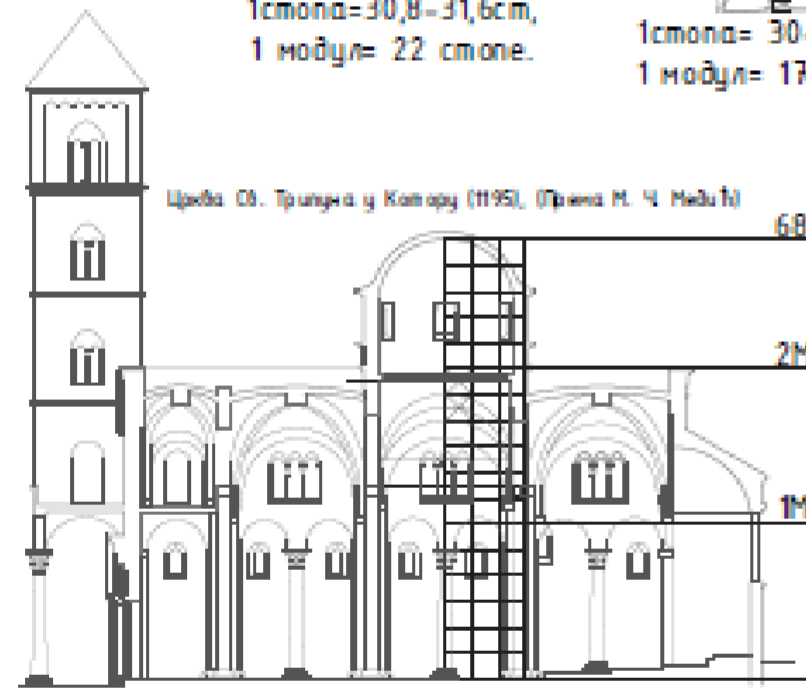 1стопа=30,8-31,6cm,
1 модул= 22 стопе.
1стопа= 30
1 модул= 17
Црква Св. Трипуна у Котору (1195), (Према М. Ч. Медић)
6В
2М
1М